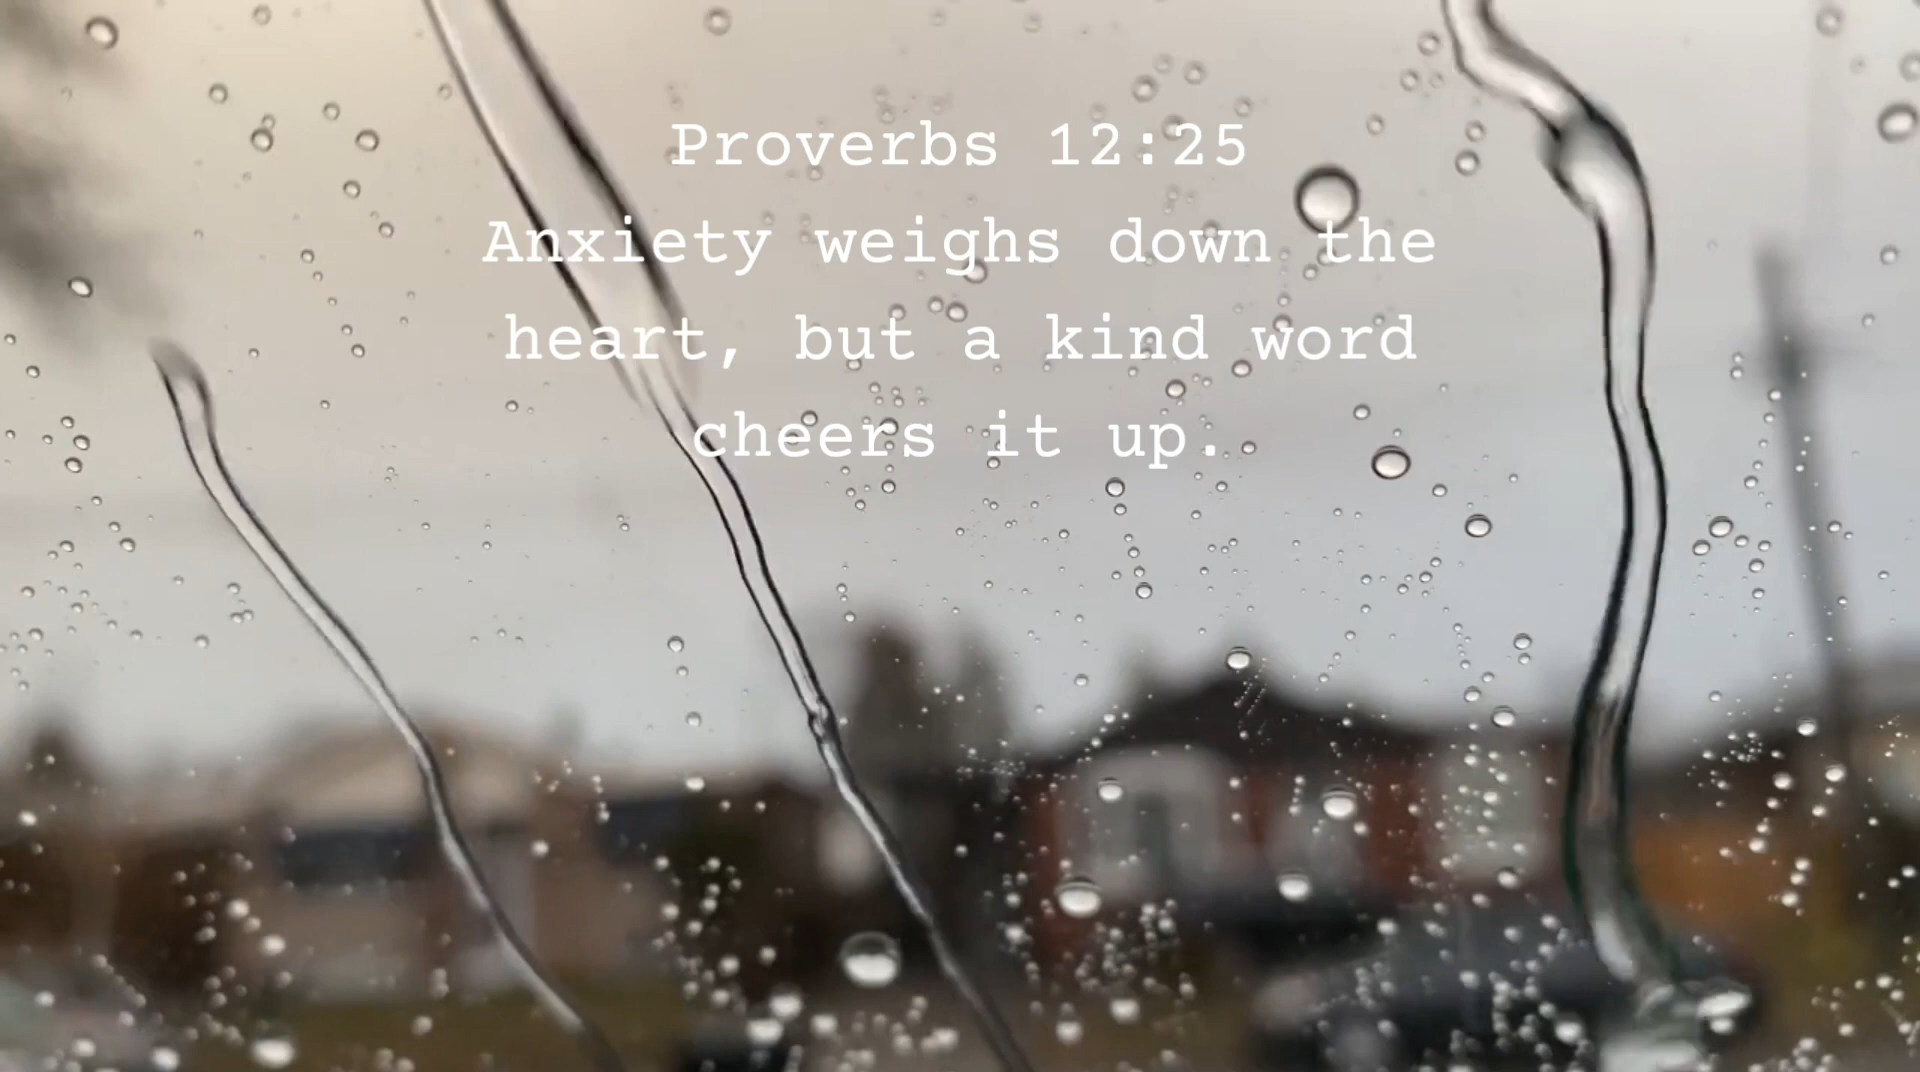 Proverbs 12:25
Anxiety weighs down the
heart, but a kind word
cheers it up.